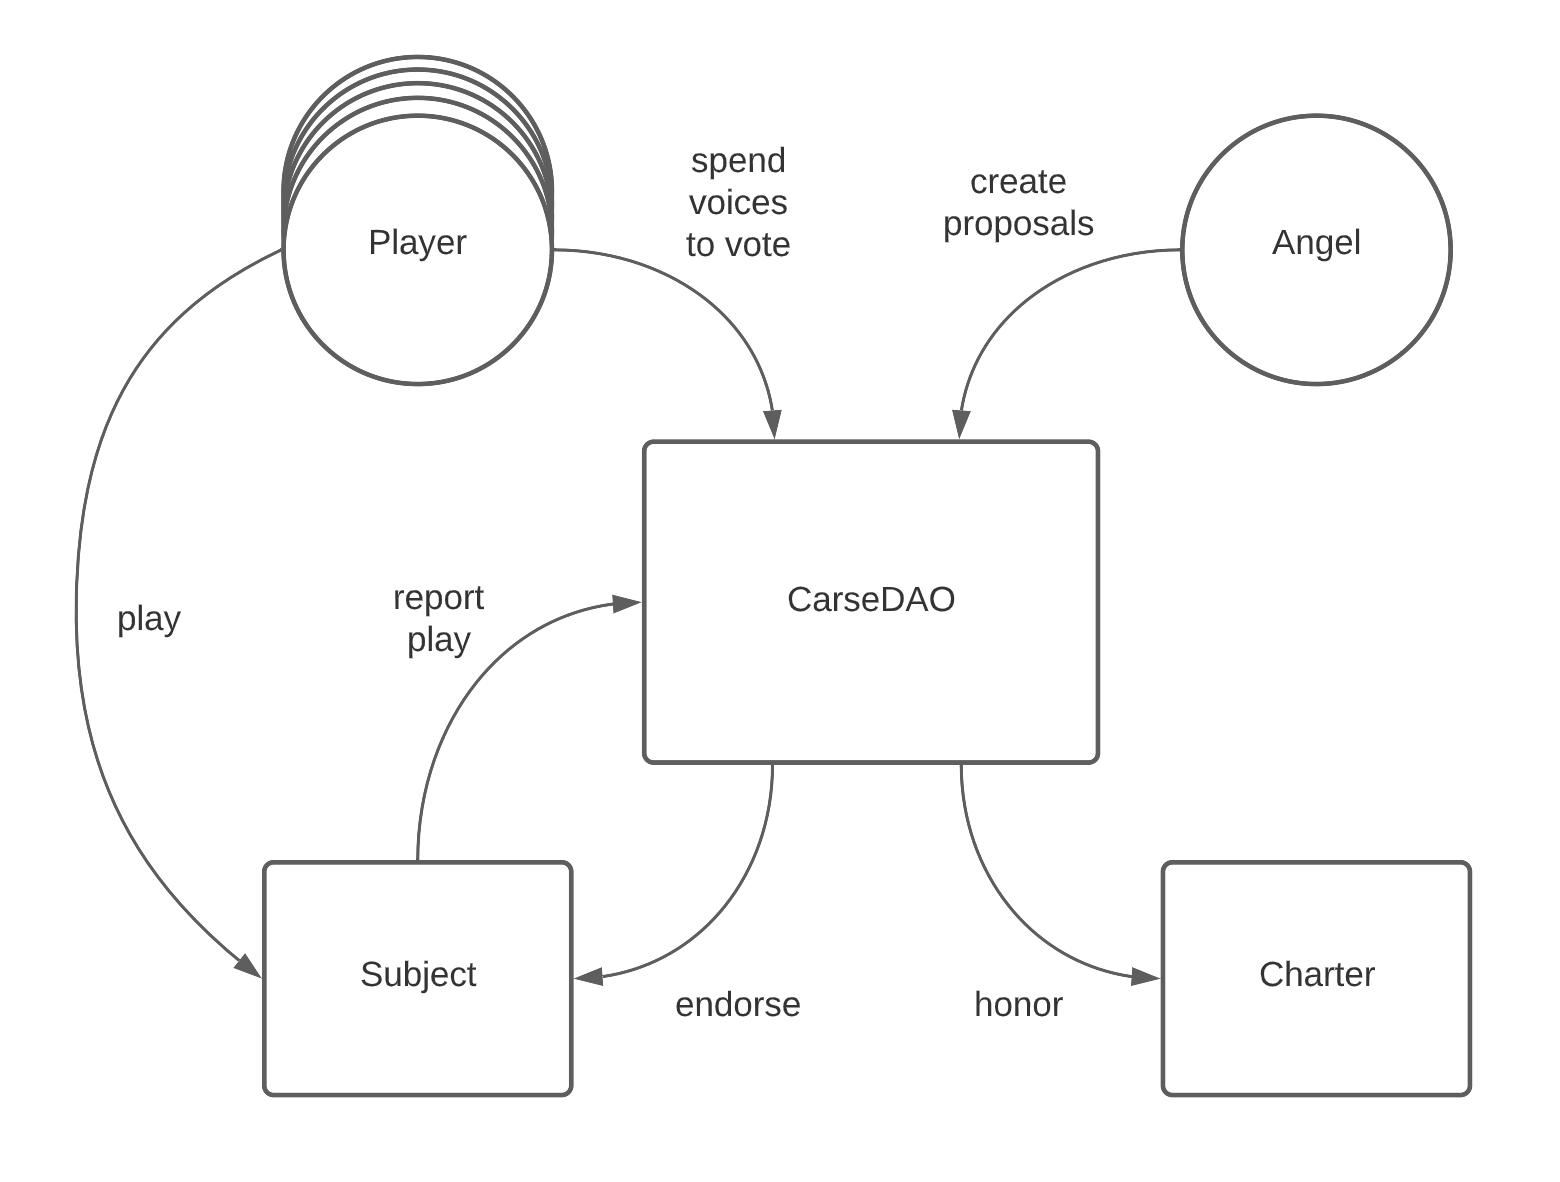 spend
voices
to vote
create
proposals
Player
Angel
CarseDAO
report
play
play
Subject
Charter
endorse
honor